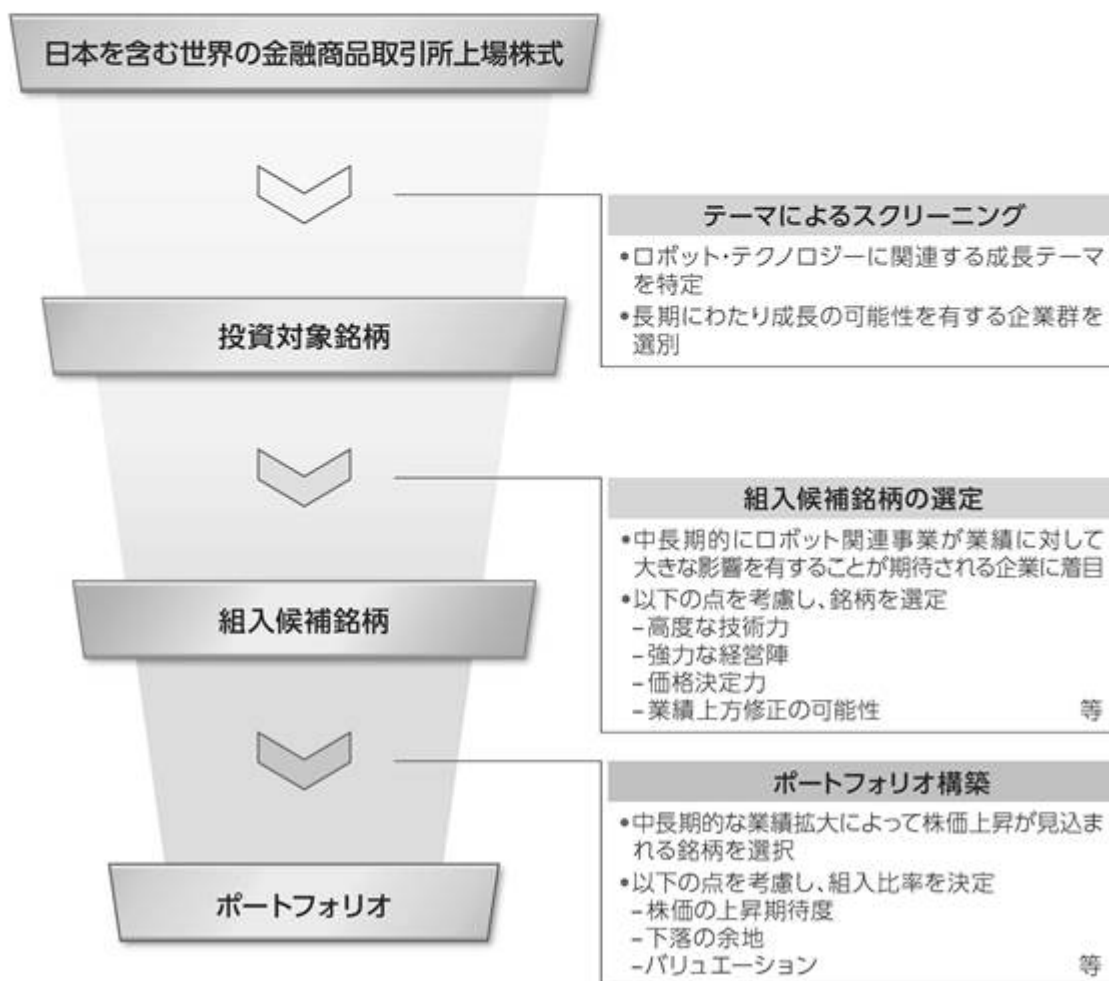 日本を含む世界の金融商品取引所上場株式
テーマによるスクリーニング
•ロボット・テクノロジーに関連する成長テーマ
を特定
•長期にわたり成長の可能性を有する企業群を
選別
投資対象銘柄
組入候補銘柄の選定
•中長期的にロボット関連事業が業績に対して
大きな影響を有することが期待される企業に着目
•以下の点を考慮し、銘柄を選定
−高度な技術力
−強力な経営陣
−価格決定力
−業績上方修正の可能性 等
組入候補銘柄
ポートフォリオ構築
•中長期的な業績拡大によって株価上昇が見込ま
れる銘柄を選択
•以下の点を考慮し、組入比率を決定
−株価の上昇期待度
−下落の余地
−バリュエーション 等
ポートフォリオ